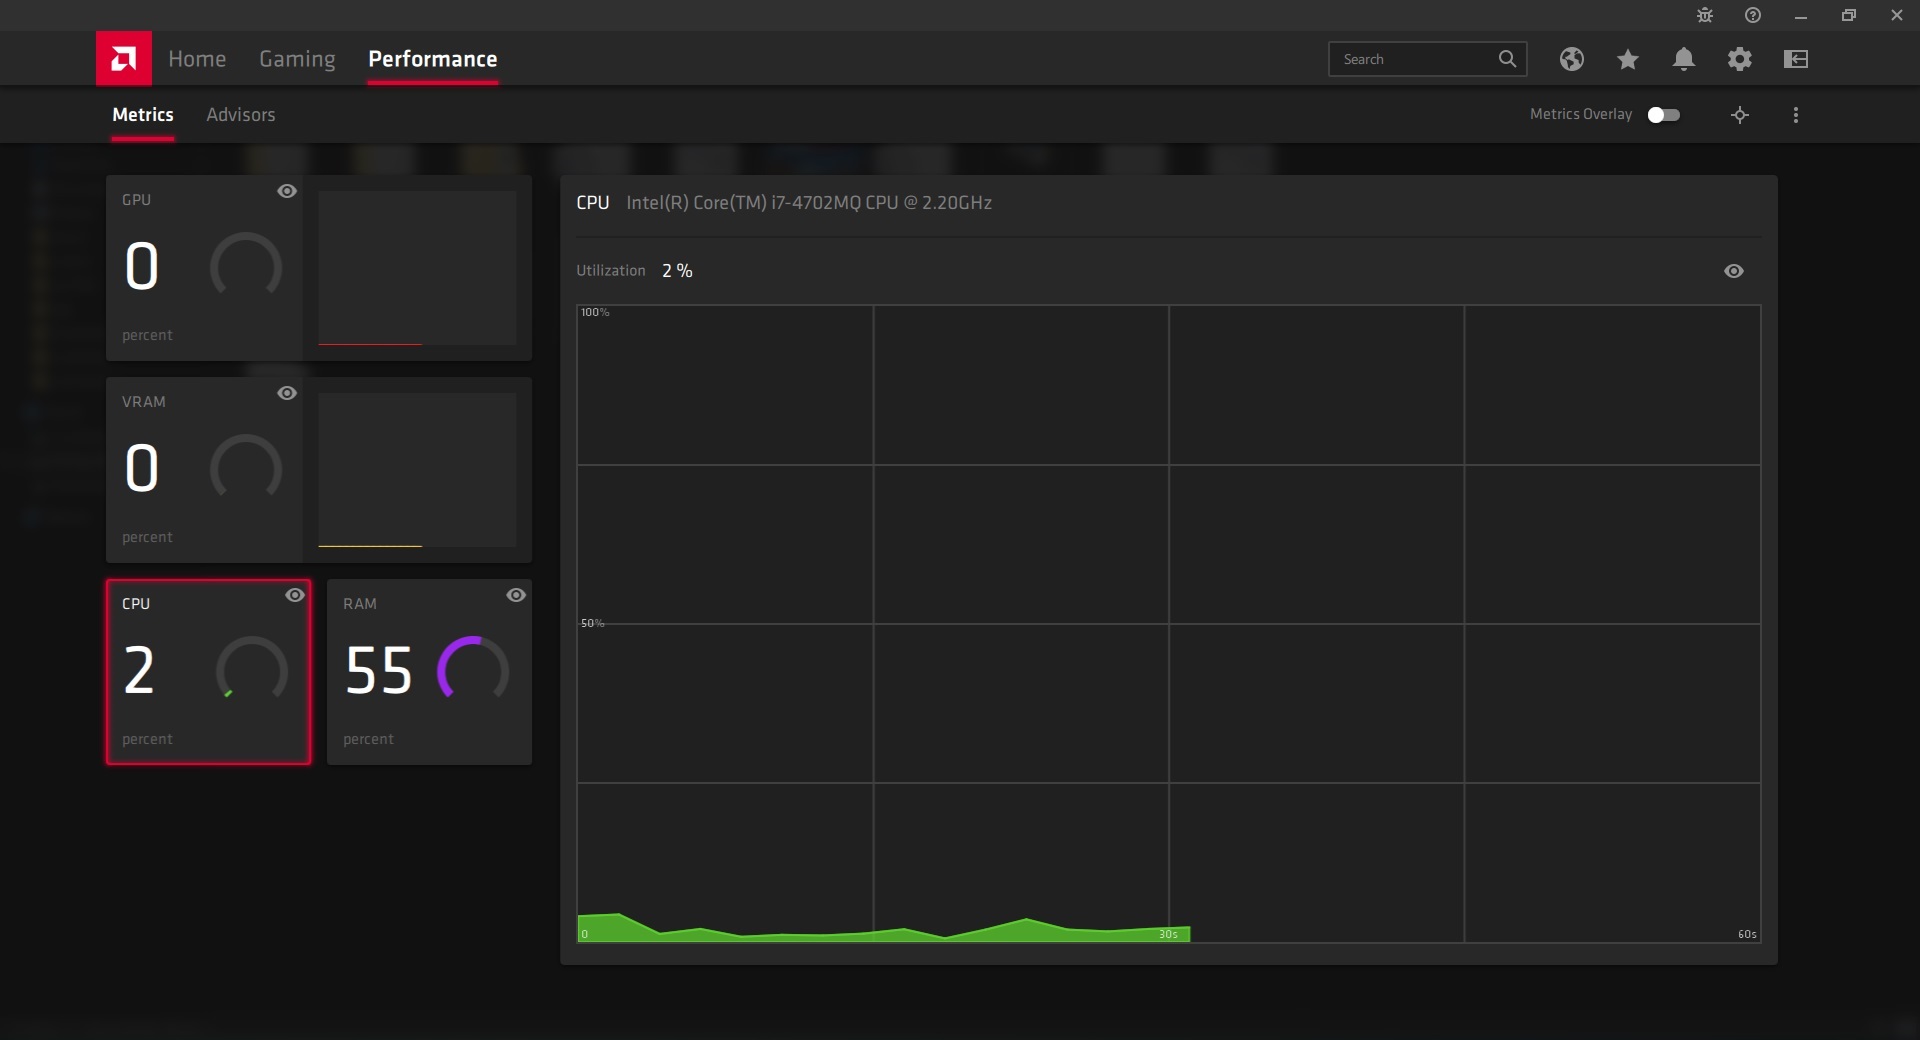 Home Gaming Performance Search
Metrics Advisors Metrics Overlay
GPU
0
percent
VRAM
0
percent
CPU
2
percent
RAM
55
percent
CPU Intel(R) Core(TM) i7-4702MQ CPU @ 2.20GHz
Utilization 2 %
100%
50%
0 30s 60s